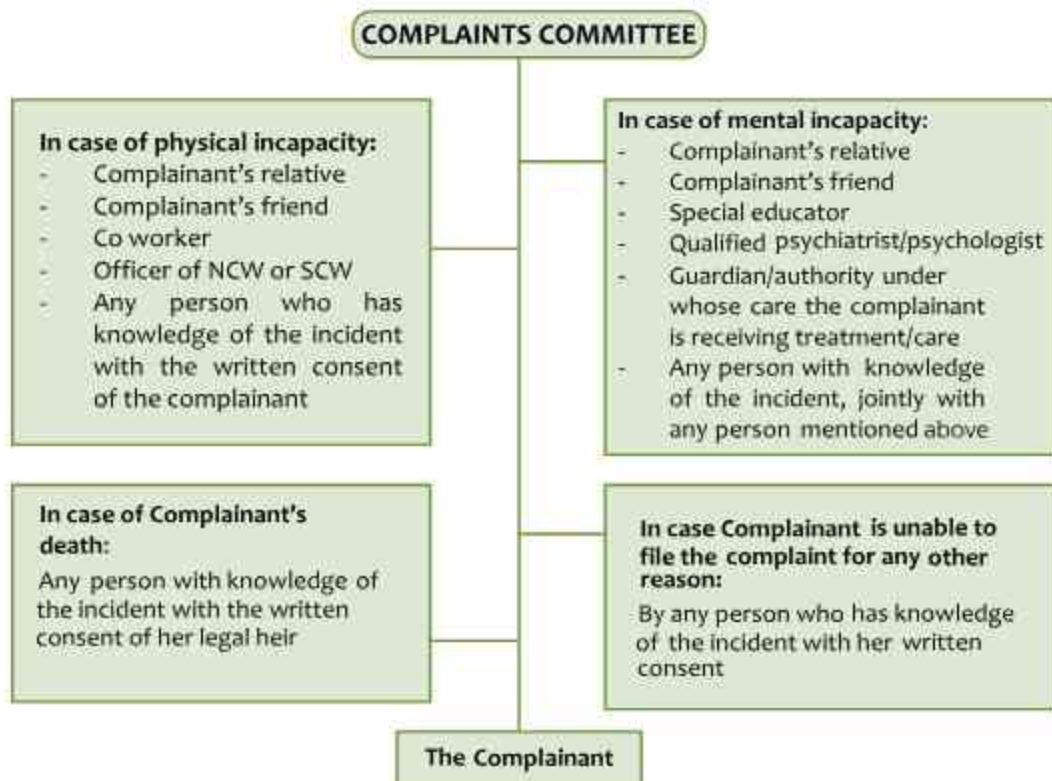 COMPLAINTS COMMITTEE
In case of physical incapacity:
- Complainant's relative
- Complainant's friend
- Co worker
- Officer of NCW or SCW
- Any person who has
knowledge of the incident
with the written consent
of the complainant
In case of mental incapacity:
- Complainant's relative
- Complainant's friend
- Special educator
- Qualified psychiatrist/psychologist
- Guardian/authority under
whose care the complainant
is receiving treatment/care
- Any person with knowledge
of the incident, jointly with
any person mentioned above
In case of Complainant's
death:
Any person with knowledge of
the incident with the written
consent of her legal heir
In case Complainant is unable to
file the complaint for any other
reason:
By any person who has knowledge
of the incident with her written
consent
The Complainant